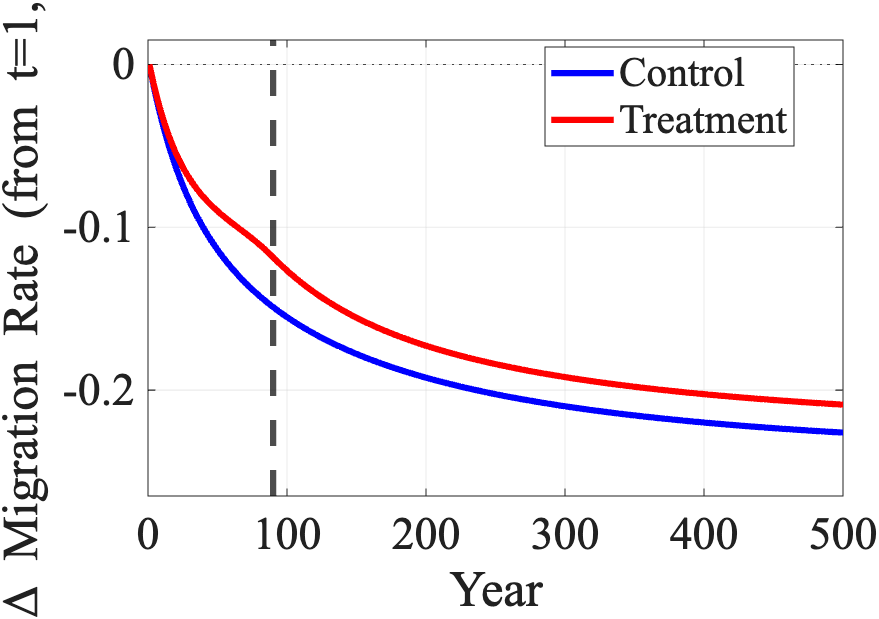 Δ Migration Rate (from t=1,
0
-0.1
-0.2
Control
Treatment
0
100
200
300
400
500
Year